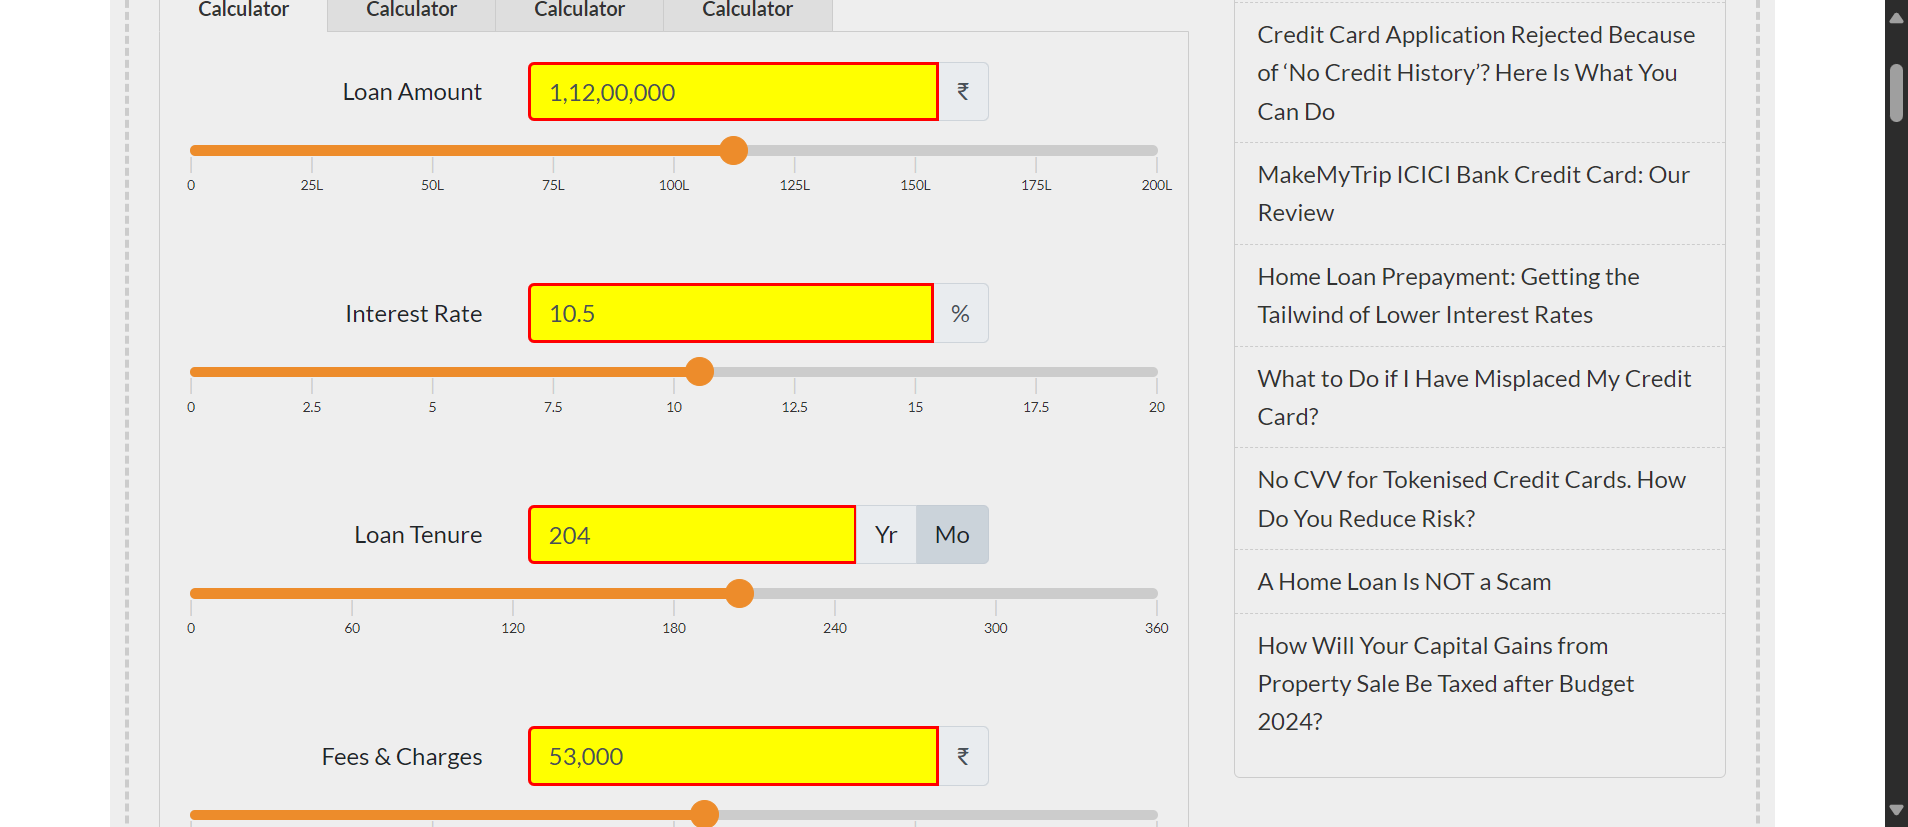 Calculator
Calculator
Calculator
Calculator
Loan Amount
1,12,00,000
₹
0 25L 50L 75L 100L 125L 150L 175L 200L
Interest Rate
10.5
%
0 2.5 5 7.5 10 12.5 15 17.5 20
Loan Tenure
204
Yr
Mo
0 60 120 180 240 300 360
Fees & Charges
53,000
₹
Credit Card Application Rejected Because
of ‘No Credit History’? Here Is What You
Can Do
MakeMyTrip ICICI Bank Credit Card: Our
Review
Home Loan Prepayment: Getting the
Tailwind of Lower Interest Rates
What to Do if I Have Misplaced My Credit
Card?
No CVV for Tokenised Credit Cards. How
Do You Reduce Risk?
A Home Loan Is NOT a Scam
How Will Your Capital Gains from
Property Sale Be Taxed after Budget
2024?